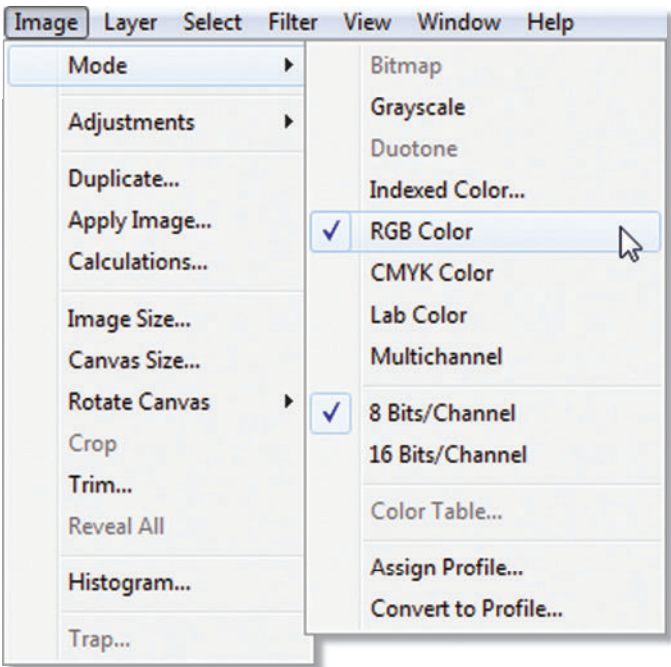 Image Layer Select Filter View Window Help
Mode
Adjustments
Duplicate...
Apply Image...
Calculations...
Image Size...
Canvas Size...
Rotate Canvas
Crop
Trim...
Reveal All
Histogram...
Trap...
Bitmap
Grayscale
Duotone
Indexed Color...
RGB Color
CMYK Color
Lab Color
Multichannel
8 Bits/Channel
16 Bits/Channel
Color Table...
Assign Profile...
Convert to Profile...